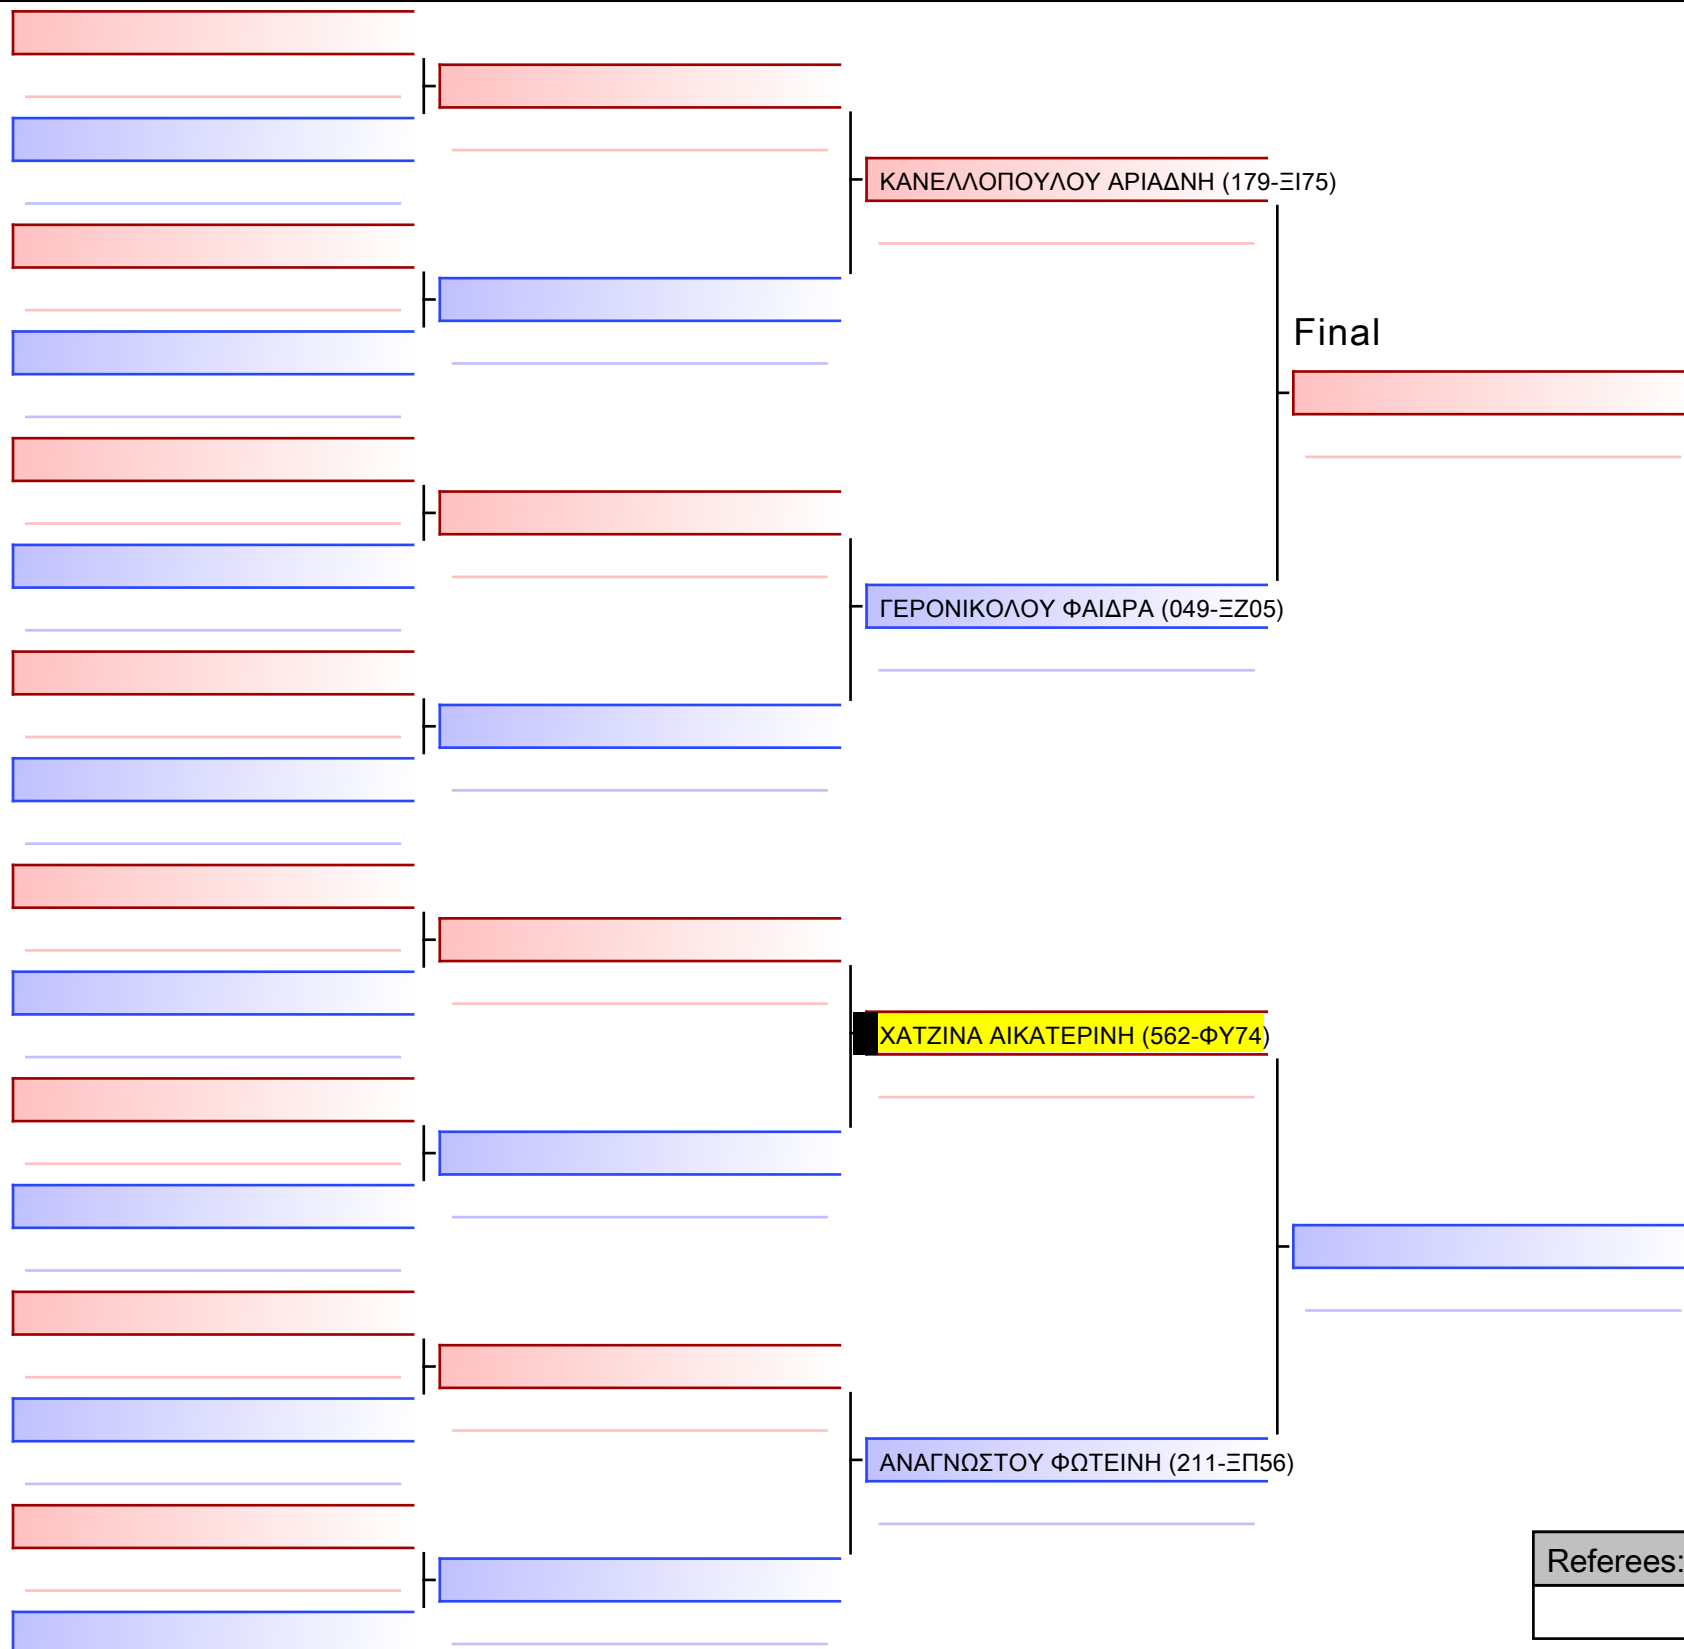 ΚΑΝΕΛΛΟΠΟΥΛΟΥ ΑΡΙΑΔΝΗ (179-ΞΙ75)
Final
ΓΕΡΟΝΙΚΟΛΟΥ ΦΑΙΔΡΑ (049-ΞΖ05)
ΧΑΤΖΙΝΑ ΑΙΚΑΤΕΡΙΝΗ (562-ΦΥ74)
ΑΝΑΓΝΩΣΤΟΥ ΦΩΤΕΙΝΗ (211-ΞΠ56)
Referees: